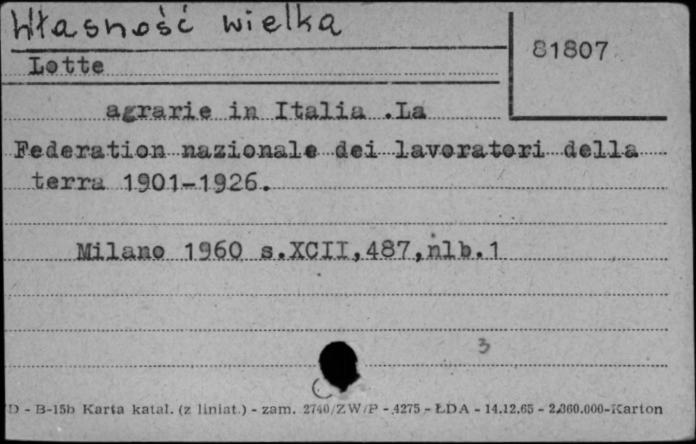 Własność wielka
81807
Lotte
agrarie in Italia .La
Federation nazionale dei lavoratori della
terra 1901-1926.
Milano 1960 s.XCII,487,nlb.1
3
D - B-15b Karta katal. (z liniat.) - zam. 2740/ZW/P - 4275 - ŁDA - 14.12.65 - 2.360.000-Karton